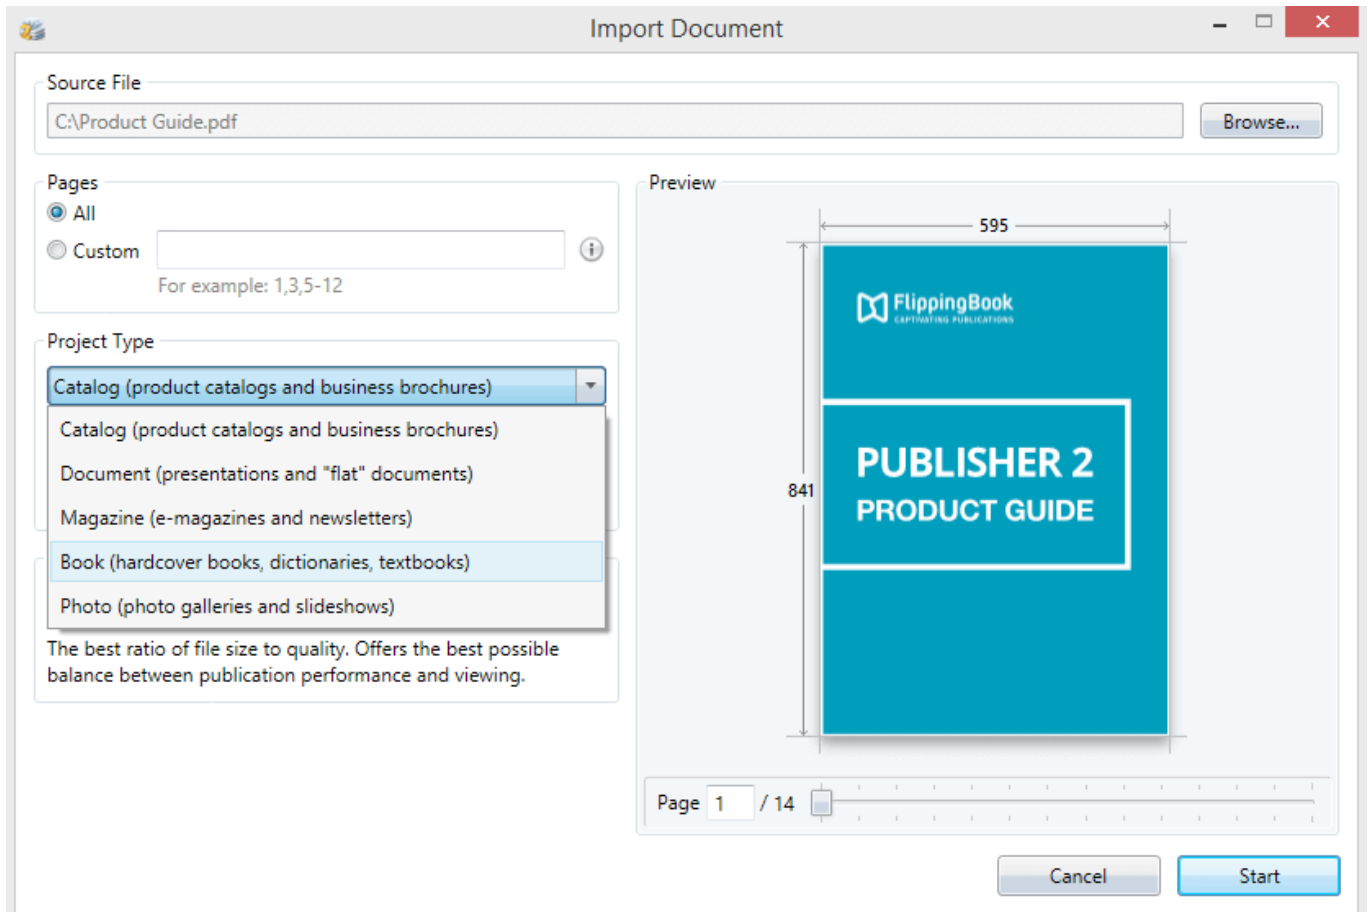 Import Document
Source File
C:\Product Guide.pdf
Browse...
Pages
All
Custom
For example: 1,3,5-12
Project Type
Catalog (product catalogs and business brochures)
Catalog (product catalogs and business brochures)
Document (presentations and "flat" documents)
Magazine (e-magazines and newsletters)
Book (hardcover books, dictionaries, textbooks)
Photo (photo galleries and slideshows)
The best ratio of file size to quality. Offers the best possible
balance between publication performance and viewing.
Preview
595
841
FlippingBook
CAPTIVATING PUBLICATIONS
PUBLISHER 2
PRODUCT GUIDE
Page 1 / 14
Cancel
Start